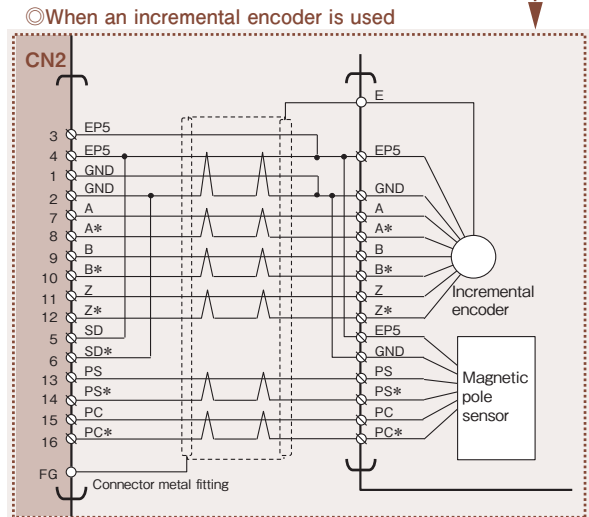 ◎When an incremental encoder is used
CN2
E
3 EP5
4 EP5 EP5
1 GND
2 GND GND
7 A A
8 A* A*
9 B B
10 B* B*
11 Z Z
12 Z* Z*
Incremental
encoder
5 SD EP5
6 SD* GND
13 PS PS
14 PS* PS*
15 PC PC
16 PC* PC*
Magnetic
pole
sensor
FG
Connector metal fitting